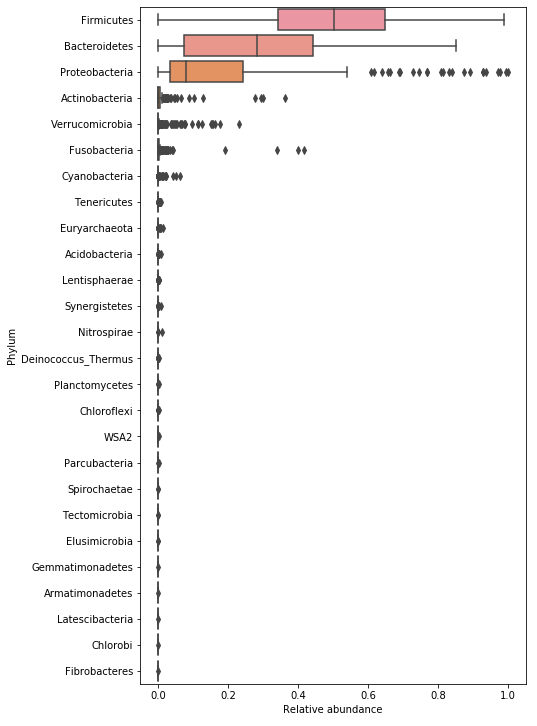 Firmicutes
Bacteroidetes
Proteobacteria
Actinobacteria
Verrucomicrobia
Fusobacteria
Cyanobacteria
Tenericutes
Euryarchaeota
Acidobacteria
Lentisphaerae
Synergistetes
Nitrospirae
Deinococcus_Thermus
Planctomycetes
Chloroflexi
WSA2
Parcubacteria
Spirochaetae
Tectomicrobia
Elusimicrobia
Gemmatimonadetes
Armatimonadetes
Latescibacteria
Chlorobi
Fibrobacteres
Phylum
0.0 0.2 0.4 0.6 0.8 1.0
Relative abundance